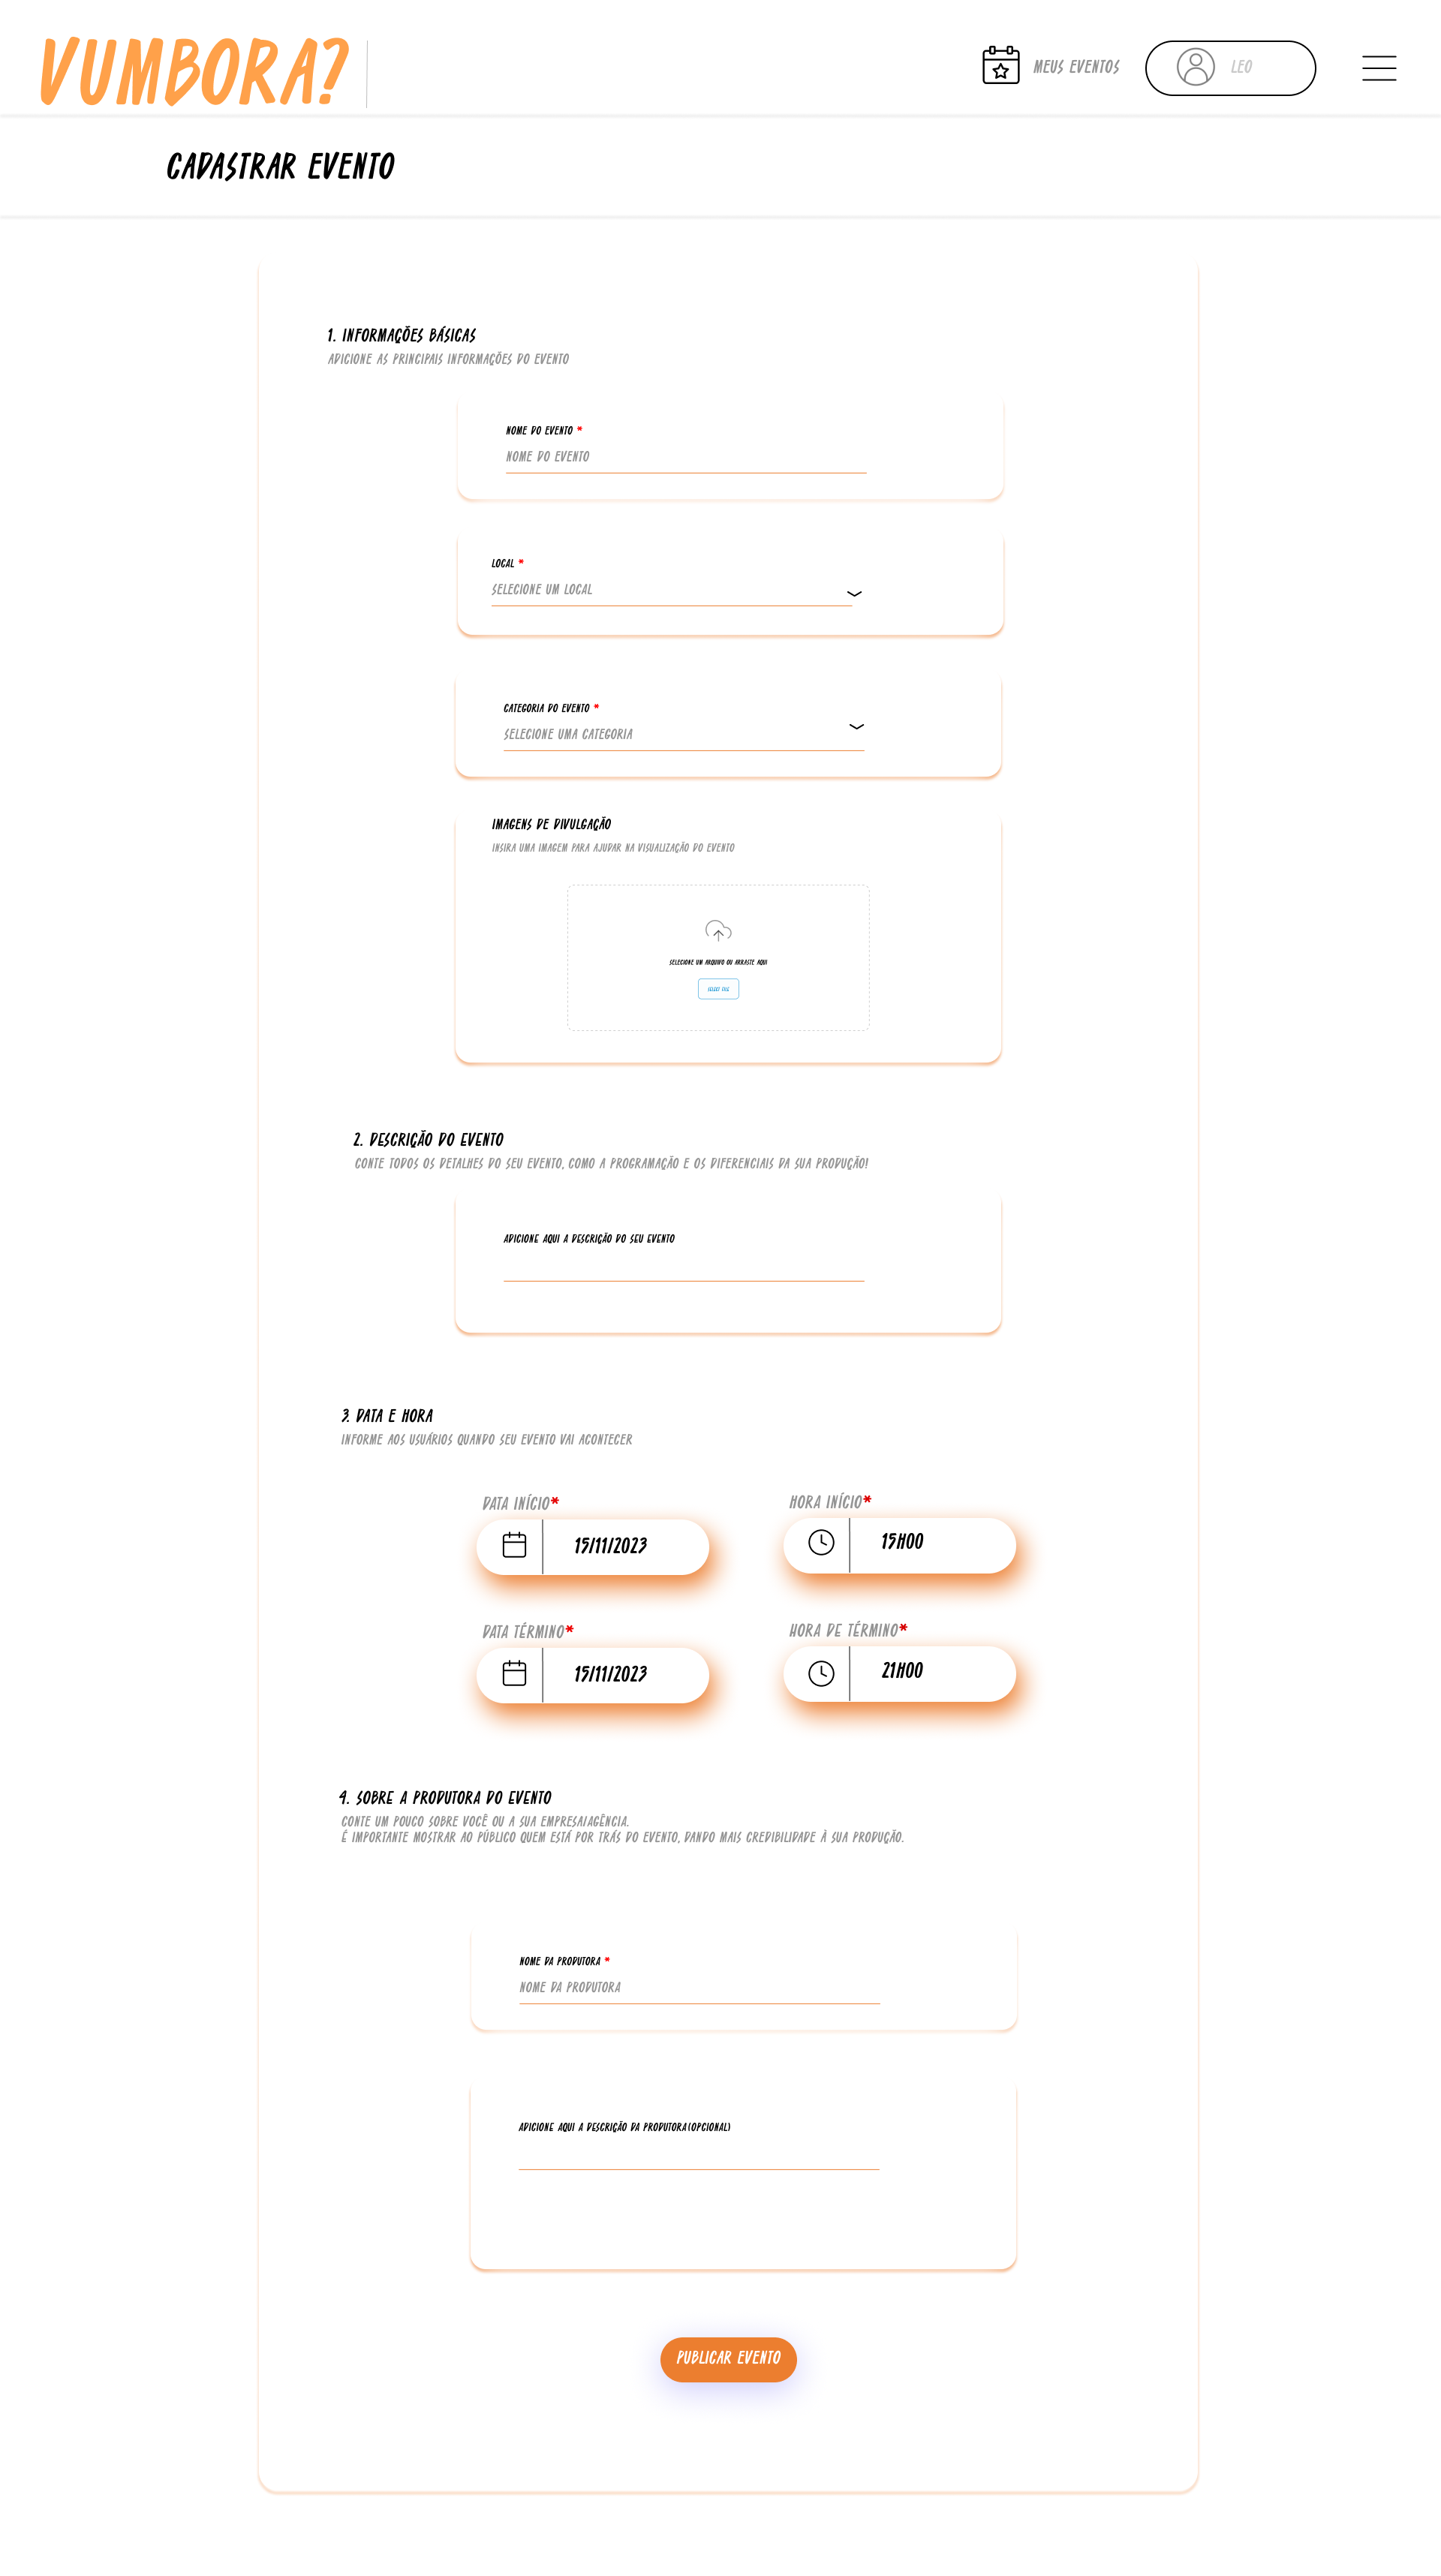 VUMBORA?
MEUS EVENTOS
LEO
CADASTRAR EVENTO
1. INFORMAÇÕES BÁSICAS
ADICIONE AS PRINCIPAIS INFORMAÇÕES DO EVENTO
NOME DO EVENTO *
NOME DO EVENTO
LOCAL *
SELECIONE UM LOCAL
CATEGORIA DO EVENTO *
SELECIONE UMA CATEGORIA
IMAGENS DE DIVULGAÇÃO
INSIRA UMA IMAGEM PARA AJUDAR NA VISUALIZAÇÃO DO EVENTO
SELECIONE UM ARQUIVO OU ARRASTE AQUI
SELECT FILE
2. DESCRIÇÃO DO EVENTO
CONTE TODOS OS DETALHES DO SEU EVENTO, COMO A PROGRAMAÇÃO E OS DIFERENCIAIS DA SUA PRODUÇÃO!
ADICIONE AQUI A DESCRIÇÃO DO SEU EVENTO
3. DATA E HORA
INFORME AOS USUÁRIOS QUANDO SEU EVENTO VAI ACONTECER
DATA INÍCIO*
HORA INÍCIO*
15/11/2023
15H00
DATA TÉRMINO*
HORA DE TÉRMINO*
15/11/2023
21H00
4. SOBRE A PRODUTORA DO EVENTO
CONTE UM POUCO SOBRE VOCÊ OU A SUA EMPRESA/AGÊNCIA.
É IMPORTANTE MOSTRAR AO PÚBLICO QUEM ESTÁ POR TRÁS DO EVENTO, DANDO MAIS CREDIBILIDADE À SUA PRODUÇÃO.
NOME DA PRODUTORA *
NOME DA PRODUTORA
ADICIONE AQUI A DESCRIÇÃO DA PRODUTORA(OPCIONAL)
PUBLICAR EVENTO